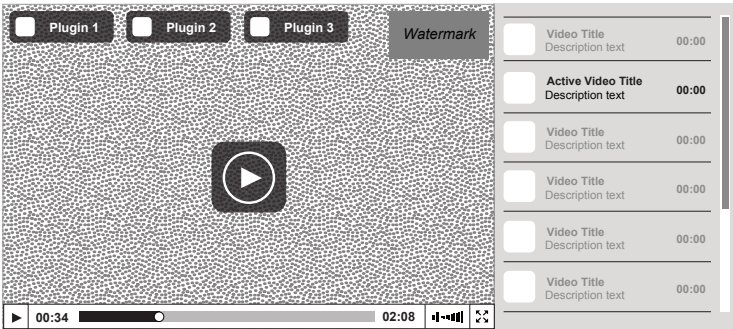 Plugin 1
Plugin 2
Plugin 3
Watermark
00:34
02:08
Video Title
Description text
00:00
Active Video Title
Description text
00:00
Video Title
Description text
00:00
Video Title
Description text
00:00
Video Title
Description text
00:00
Video Title
Description text
00:00